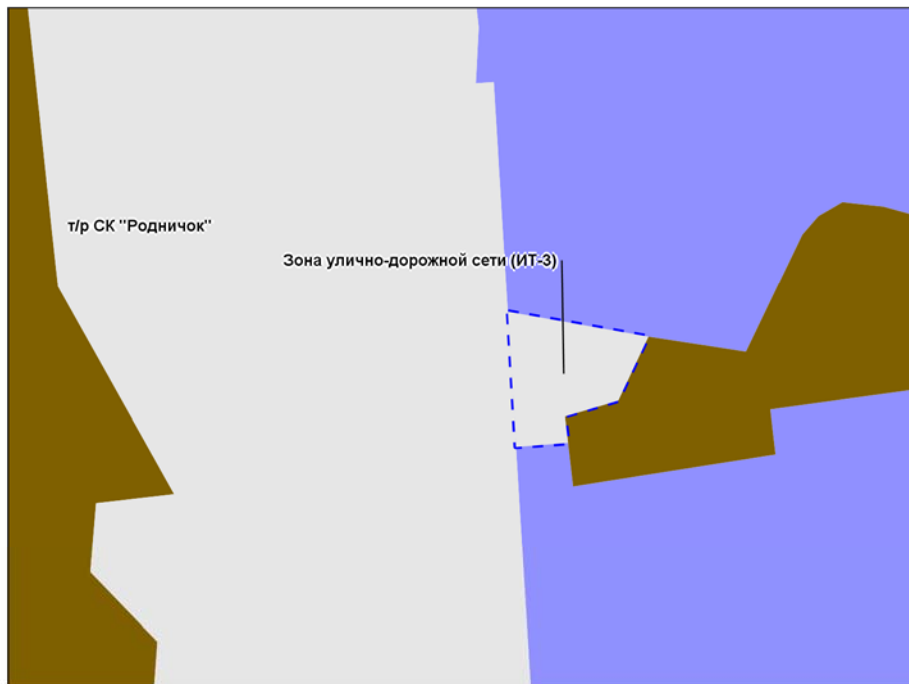 т/р СК "Родничок"
Зона улично-дорожной сети (ИТ-3)